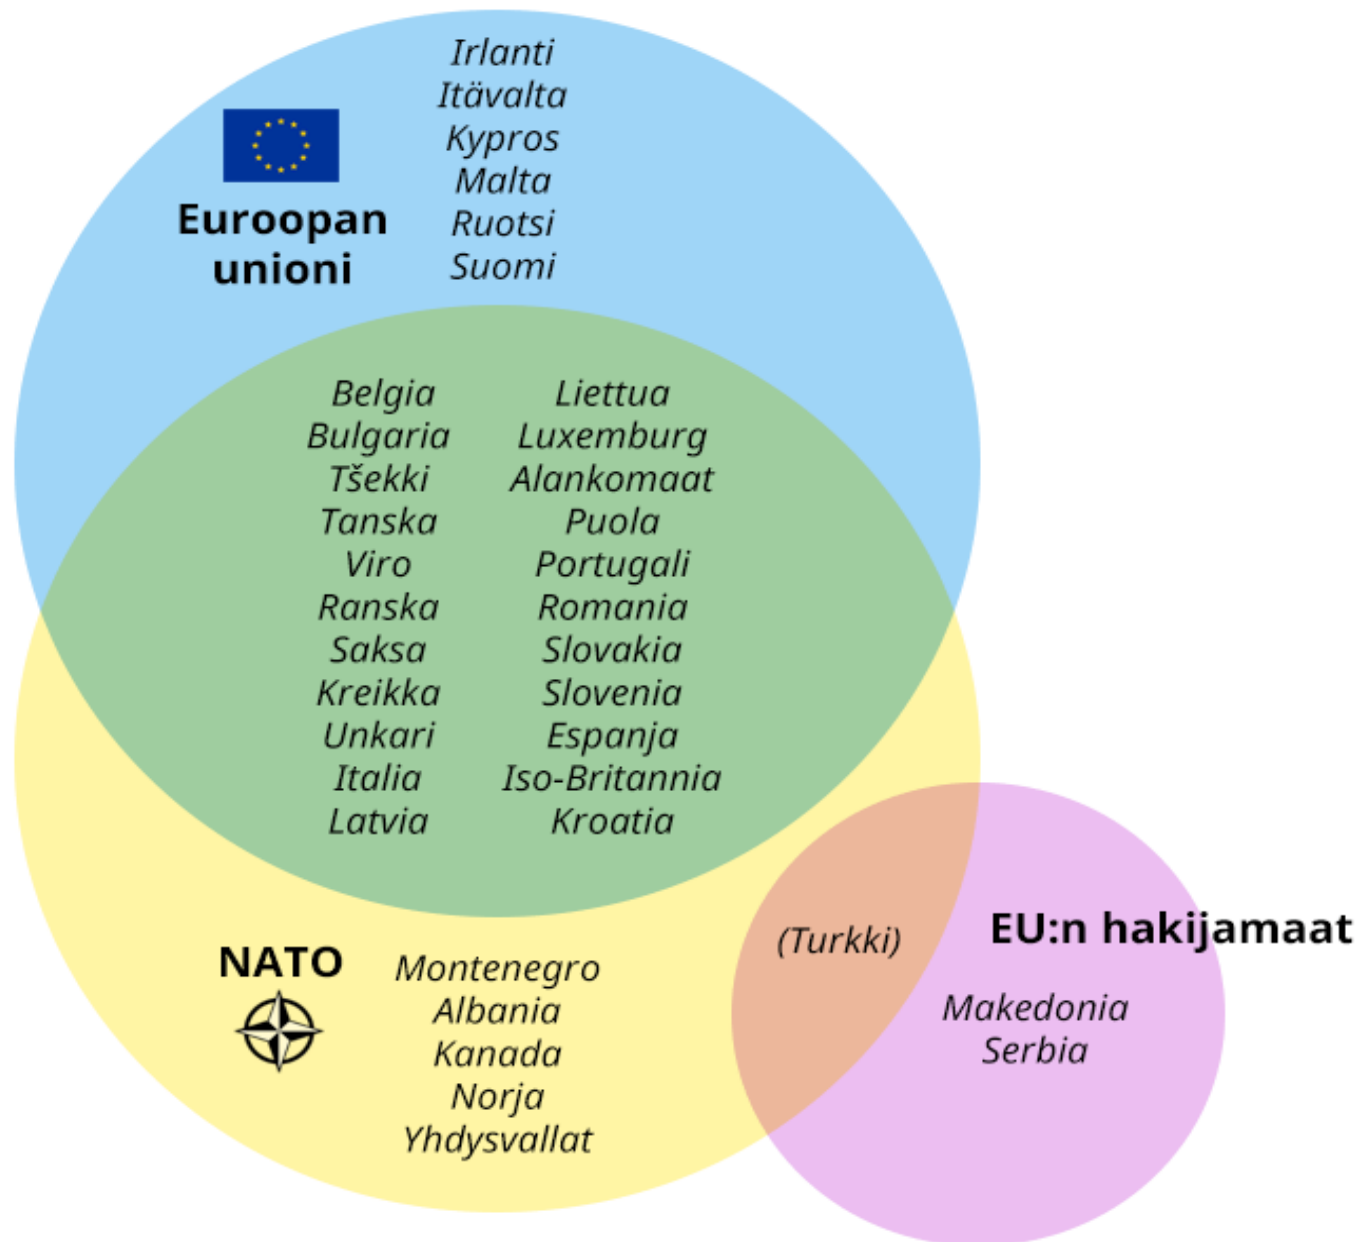 Irlanti
Itävalta
Kypros
Malta
Ruotsi
Suomi
Euroopan
unioni
Belgia
Bulgaria
Tšekki
Tanska
Viro
Ranska
Saksa
Kreikka
Unkari
Italia
Latvia
Liettua
Luxemburg
Alankomaat
Puola
Portugali
Romania
Slovakia
Slovenia
Espanja
Iso-Britannia
Kroatia
NATO
Montenegro
Albania
Kanada
Norja
Yhdysvallat
(Turkki)
EU:n hakijamaat
Makedonia
Serbia